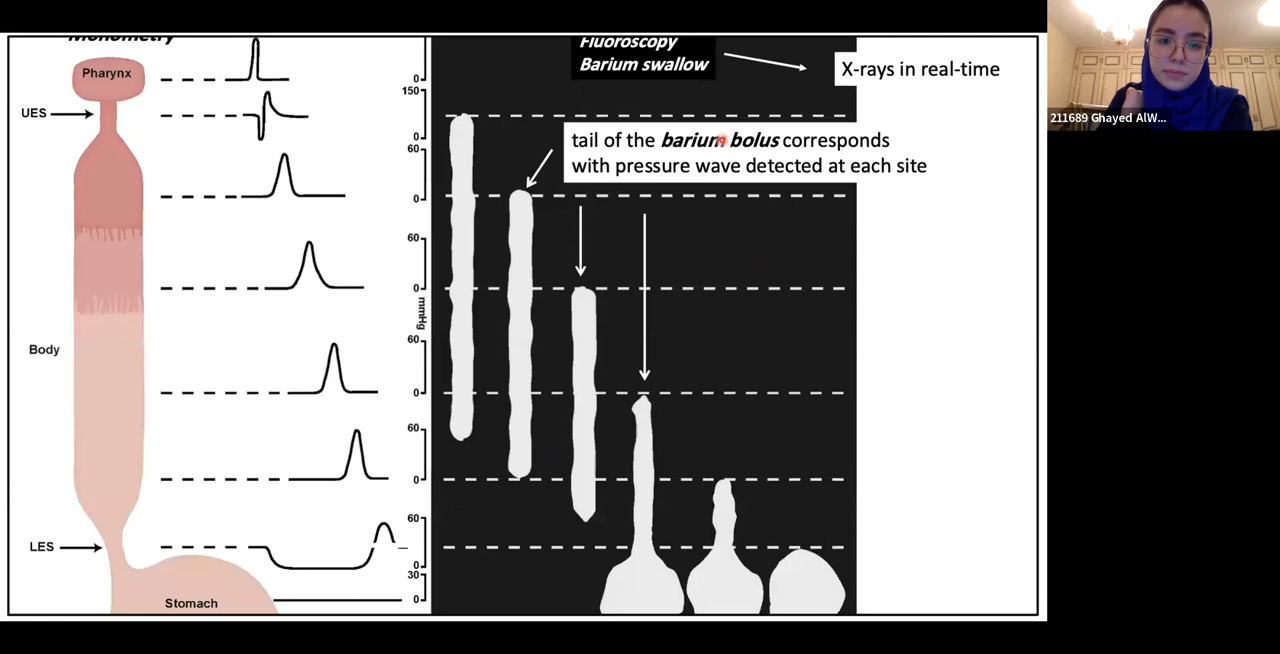 Monometry
Pharynx
UES
Body
LES
Stomach
0
150
0
60
0
60
0
mmHg
60
0
60
0
60
0
30
0
Fluoroscopy
Barium swallow
X-rays in real-time
tail of the barium bolus corresponds
with pressure wave detected at each site
211689 Ghayed AlW...